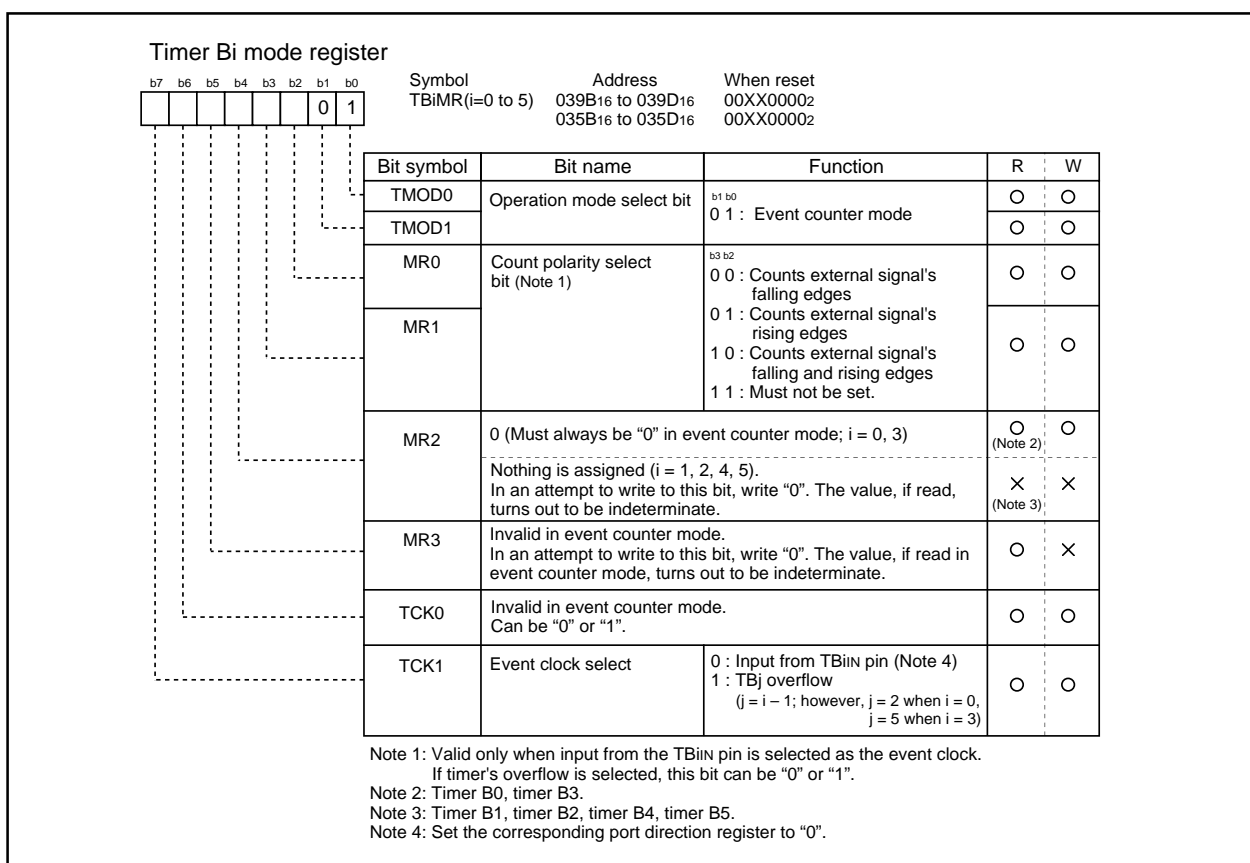 Timer Bi mode register
b7 b6 b5 b4 b3 b2 b1 b0
0 1
Symbol Address When reset
TBiMR(i=0 to 5) 039B16 to 039D16 00XX00002
035B16 to 035D16 00XX00002
Bit symbol Bit name Function R W
TMOD0 Operation mode select bit b1 b0 O O
0 1 : Event counter mode
TMOD1 O O
MR0 Count polarity select b3 b2
bit (Note 1) 0 0 : Counts external signal's O O
falling edges
0 1 : Counts external signal's
MR1 rising edges
1 0 : Counts external signal's O O
falling and rising edges
1 1 : Must not be set.
MR2 0 (Must always be “0” in event counter mode; i = 0, 3) O O
(Note 2)
Nothing is assigned (i = 1, 2, 4, 5).
In an attempt to write to this bit, write “0”. The value, if read, × ×
turns out to be indeterminate. (Note 3)
MR3 Invalid in event counter mode.
In an attempt to write to this bit, write “0”. The value, if read in O ×
event counter mode, turns out to be indeterminate.
TCK0 Invalid in event counter mode. O O
Can be “0” or “1”.
TCK1 Event clock select 0 : Input from TBiIN pin (Note 4)
1 : TBj overflow O O
(j = i – 1; however, j = 2 when i = 0,
j = 5 when i = 3)
Note 1: Valid only when input from the TBiIN pin is selected as the event clock.
If timer's overflow is selected, this bit can be “0” or “1”.
Note 2: Timer B0, timer B3.
Note 3: Timer B1, timer B2, timer B4, timer B5.
Note 4: Set the corresponding port direction register to “0”.